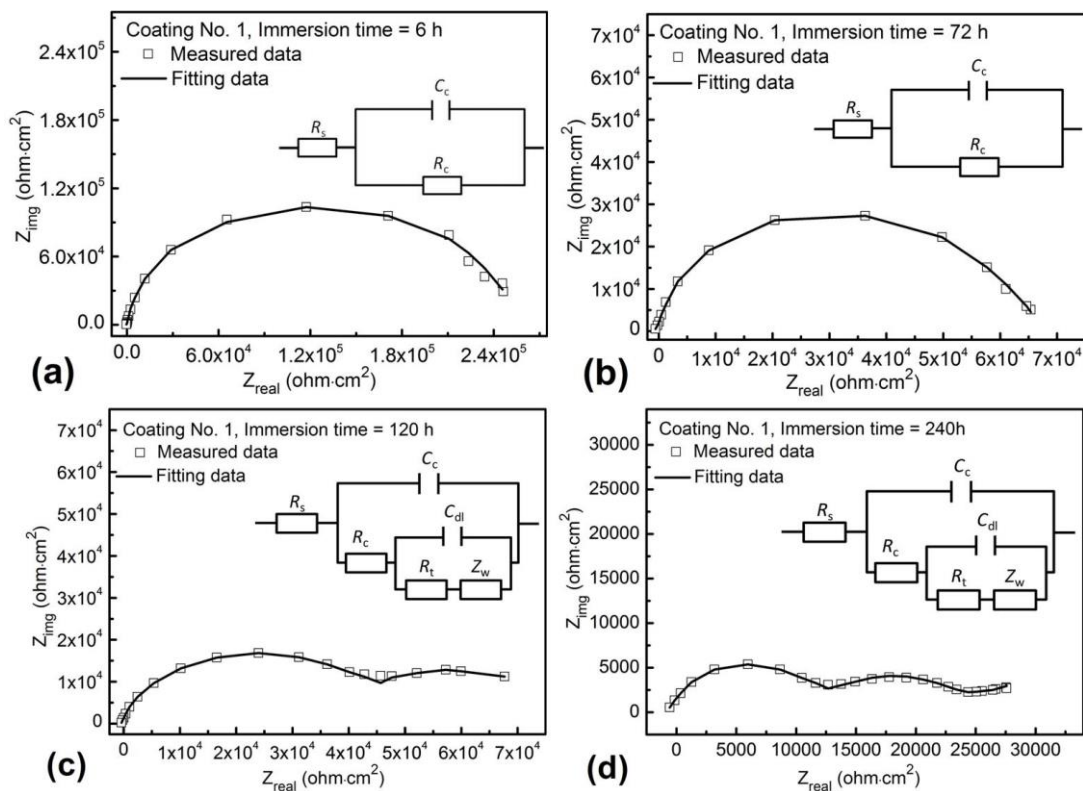 Coating No. 1, Immersion time = 6 h
Measured data
Fitting data
C_c
R_s
R_c
2.4x10^5
1.8x10^5
1.2x10^5
6.0x10^4
0.0
Z_img (ohm·cm^2)
0.0 6.0x10^4 1.2x10^5 1.8x10^5 2.4x10^5
Z_real (ohm·cm^2)
(a)
Coating No. 1, Immersion time = 72 h
Measured data
Fitting data
C_c
R_s
R_c
7x10^4
6x10^4
5x10^4
4x10^4
3x10^4
2x10^4
1x10^4
0
Z_img (ohm·cm^2)
1x10^4 2x10^4 3x10^4 4x10^4 5x10^4 6x10^4 7x10^4
Z_real (ohm·cm^2)
(b)
Coating No. 1, Immersion time = 120 h
Measured data
Fitting data
C_c
R_s
C_dl
R_c
R_t Z_w
7x10^4
6x10^4
5x10^4
4x10^4
3x10^4
2x10^4
1x10^4
0
Z_img (ohm·cm^2)
0 1x10^4 2x10^4 3x10^4 4x10^4 5x10^4 6x10^4 7x10^4
Z_real (ohm·cm^2)
(c)
Coating No. 1, Immersion time = 240h
Measured data
Fitting data
C_c
R_s
C_dl
R_c
R_t Z_w
30000
25000
20000
15000
10000
5000
0
Z_img (ohm·cm^2)
0 5000 10000 15000 20000 25000 30000
Z_real (ohm·cm^2)
(d)